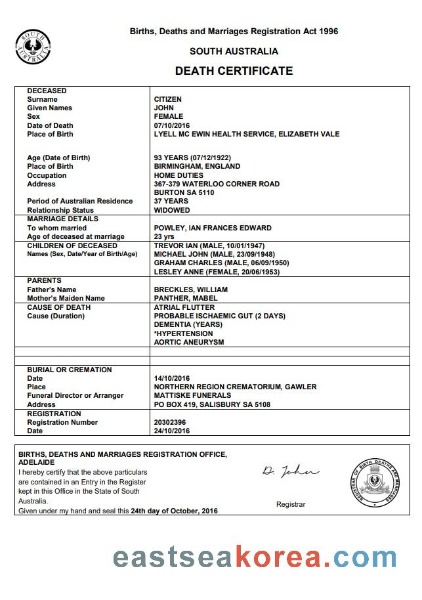 Births, Deaths and Marriages Registration Act 1996
SOUTH AUSTRALIA
DEATH CERTIFICATE
DECEASED
Surname CITIZEN
Given Names JOHN
Sex FEMALE
Date of Death 07/10/2016
Place of Birth LYELL MC EWIN HEALTH SERVICE, ELIZABETH VALE
Age (Date of Birth) 93 YEARS (07/12/1922)
Place of Birth BIRMINGHAM, ENGLAND
Occupation HOME DUTIES
Address 367-379 WATERLOO CORNER ROAD
BURTON SA 5110
Period of Australian Residence 37 YEARS
Relationship Status WIDOWED
MARRIAGE DETAILS
To whom married POWLEY, IAN FRANCES EDWARD
Age of deceased at marriage 23 yrs
CHILDREN OF DECEASED TREVOR IAN (MALE, 10/01/1947)
Names (Sex, Date/Year of Birth/Age) MICHAEL JOHN (MALE, 23/09/1948)
GRAHAM CHARLES (MALE, 06/09/1950)
LESLEY ANNE (FEMALE, 20/06/1953)
PARENTS
Father's Name BRECKLES, WILLIAM
Mother's Maiden Name PANTHER, MABEL
CAUSE OF DEATH ATRIAL FLUTTER
Cause (Duration) PROBABLE ISCHAEMIC GUT (2 DAYS)
DEMENTIA (YEARS)
*HYPERTENSION
AORTIC ANEURYSM
BURIAL OR CREMATION
Date 14/10/2016
Place NORTHERN REGION CREMATORIUM, GAWLER
Funeral Director or Arranger MATTISKE FUNERALS
Address PO BOX 419, SALISBURY SA 5108
REGISTRATION
Registration Number 20302396
Date 24/10/2016
BIRTHS, DEATHS AND MARRIAGES REGISTRATION OFFICE,
ADELAIDE
I hereby certify that the above particulars
are contained in an Entry in the Register
kept in this Office in the State of South
Australia.
Given under my hand and seal this 24th day of October, 2016
D. John
Registrar
eastseakorea.com